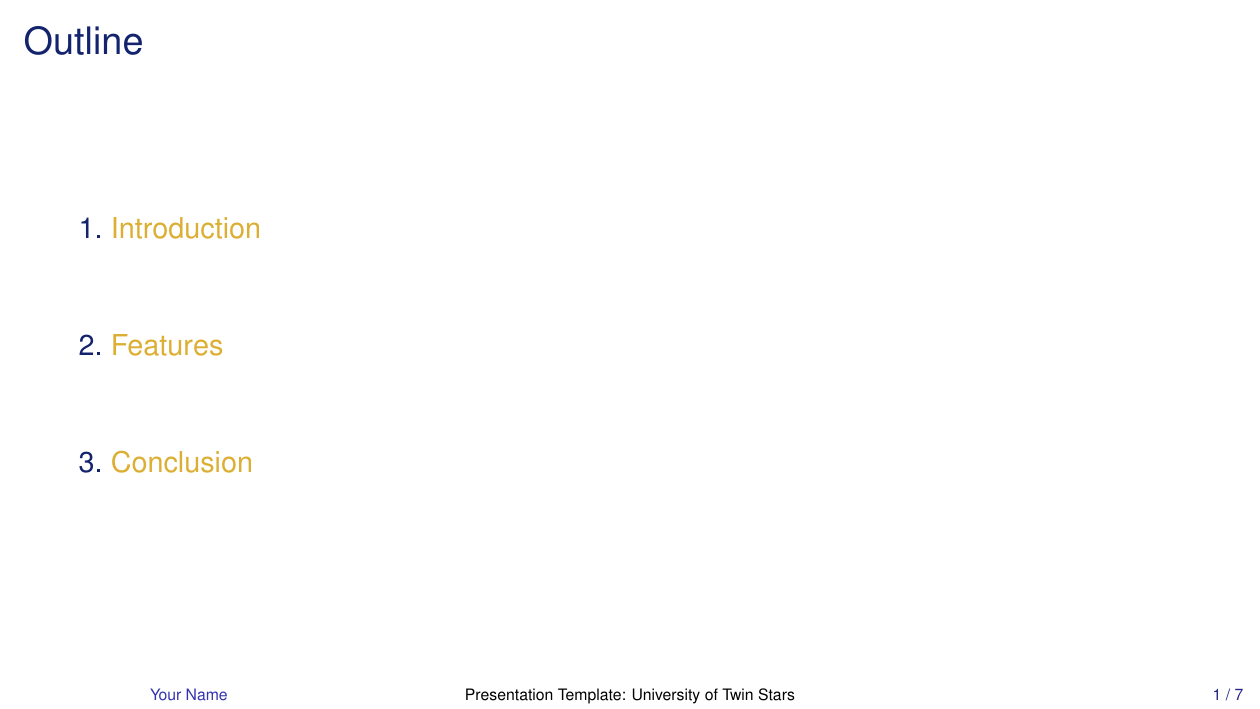 Outline
1. Introduction
2. Features
3. Conclusion
Your Name
Presentation Template: University of Twin Stars
1 / 7